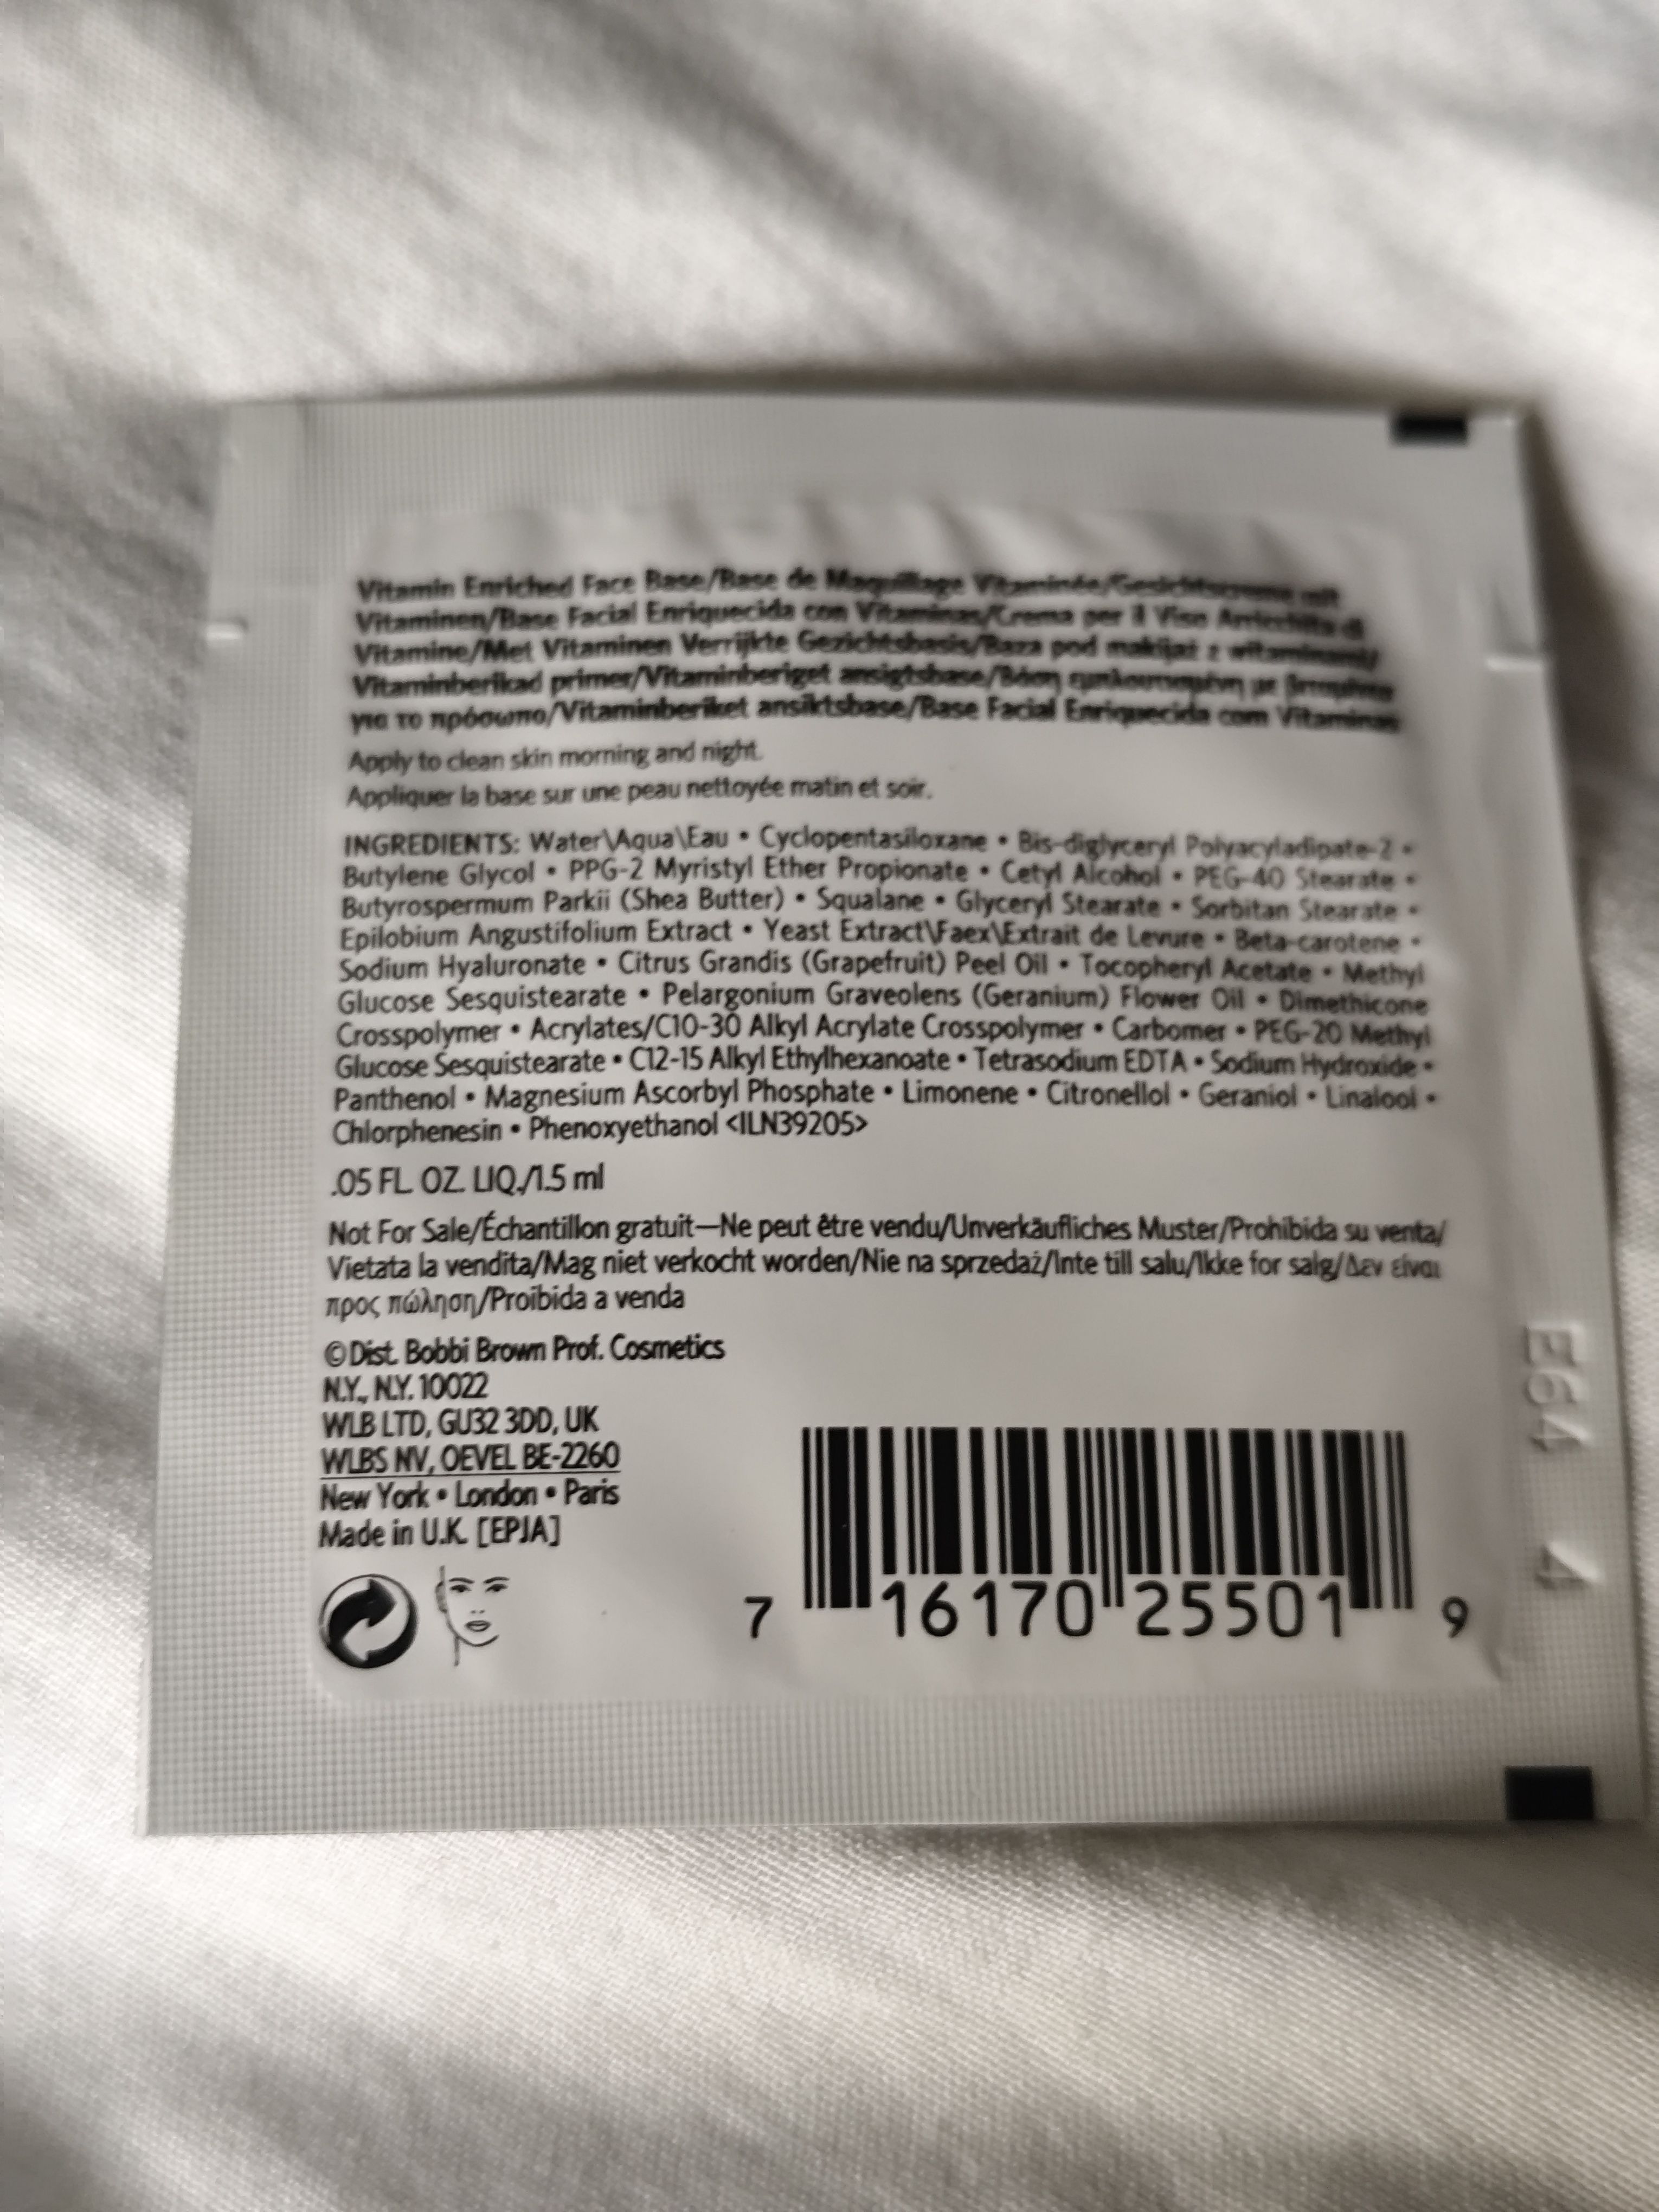 Vitamin Enriched Face Base/Base de Maquillage Vitaminée/Gesichtscreme mit
Vitaminen/Base Facial Enriquecida con Vitaminas/Crema per il Viso Arricchita di
Vitamine/Met Vitaminen Verrijkte Gezichtsbasis/Baza pod makijaż z witaminami/
Vitaminberikad primer/Vitaminberiget ansigtsbase/Βάση εμπλουτισμένη με βιταμίνες
για το πρόσωπο/Vitaminberiket ansiktsbase/Base Facial Enriquecida com Vitaminas
Apply to clean skin morning and night.
Appliquer la base sur une peau nettoyée matin et soir.
INGREDIENTS: Water\Aqua\Eau • Cyclopentasiloxane • Bis-diglyceryl Polyacyladipate-2 •
Butylene Glycol • PPG-2 Myristyl Ether Propionate • Cetyl Alcohol • PEG-40 Stearate •
Butyrospermum Parkii (Shea Butter) • Squalane • Glyceryl Stearate • Sorbitan Stearate •
Epilobium Angustifolium Extract • Yeast Extract\Faex\Extrait de Levure • Beta-carotene •
Sodium Hyaluronate • Citrus Grandis (Grapefruit) Peel Oil • Tocopheryl Acetate • Methyl
Glucose Sesquistearate • Pelargonium Graveolens (Geranium) Flower Oil • Dimethicone
Crosspolymer • Acrylates/C10-30 Alkyl Acrylate Crosspolymer • Carbomer • PEG-20 Methyl
Glucose Sesquistearate • C12-15 Alkyl Ethylhexanoate • Tetrasodium EDTA • Sodium Hydroxide •
Panthenol • Magnesium Ascorbyl Phosphate • Limonene • Citronellol • Geraniol • Linalool •
Chlorphenesin • Phenoxyethanol <ILN39205>
.05 FL. OZ. LIQ./1.5 ml
Not For Sale/Échantillon gratuit—Ne peut être vendu/Unverkäufliches Muster/Prohibida su venta/
Vietata la vendita/Mag niet verkocht worden/Nie na sprzedaż/Inte till salu/Ikke for salg/Δεν είναι
προς πώληση/Proibida a venda
©Dist. Bobbi Brown Prof. Cosmetics
N.Y., N.Y. 10022
WLB LTD, GU32 3DD, UK
WLBS NV, OEVEL BE-2260
New York • London • Paris
Made in U.K. [EPJA]
7 16170 25501 9
E64 4